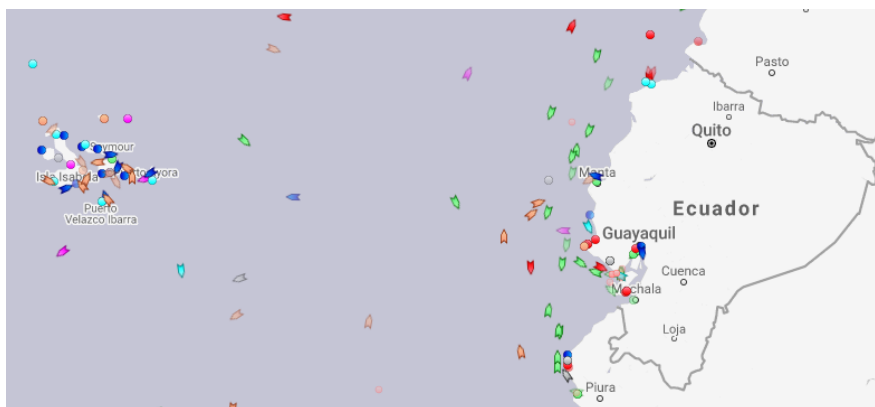 Pasto
Ibarra
Quito
Seymour
Manta
Isla Isabela
Puerto
Velazco Ibarra
Ecuador
Guayaquil
Cuenca
Machala
Loja
Piura